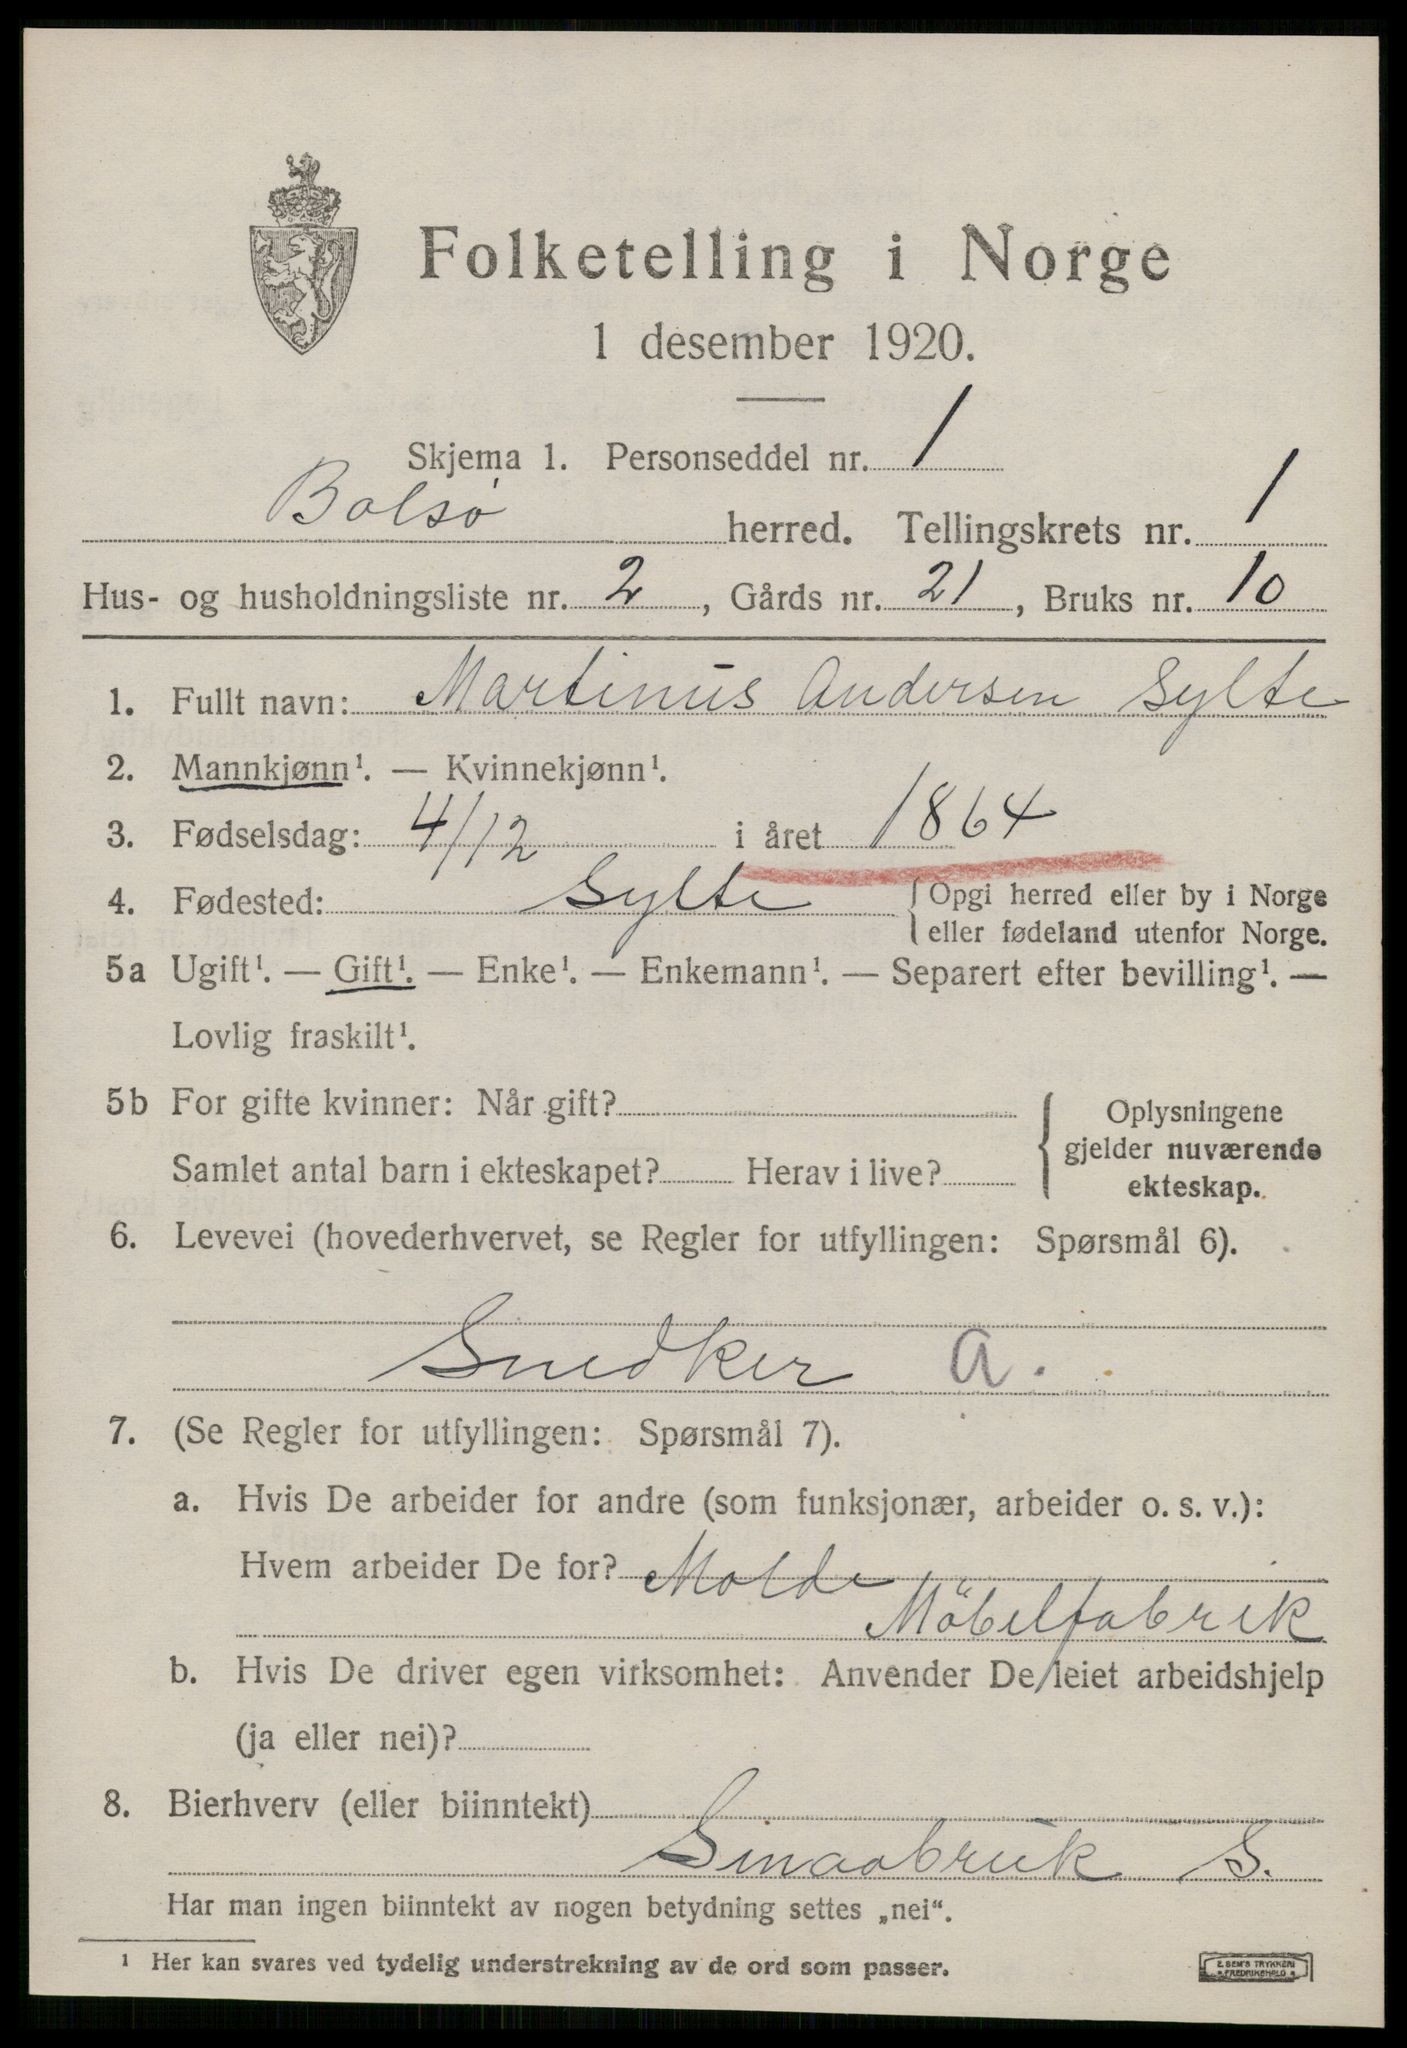 Folketelling i Norge
1 desember 1920.
Skjema 1. Personseddel nr. 1
Bolsø herred. Tellingskrets nr. 1
Hus- og husholdningsliste nr. 2, Gårds nr. 21, Bruks nr. 10
1. Fullt navn: Martinus Andersen Sylte
2. Mannkjønn¹. — Kvinnekjønn¹.
3. Fødselsdag: 4/12 i året 1864
4. Fødested: Sylte {Opgi herred eller by i Norge
eller fødeland utenfor Norge.
5a Ugift¹. — Gift¹. — Enke¹. — Enkemann¹. — Separert efter bevilling¹. —
Lovlig fraskilt¹.
5b For gifte kvinner: Når gift?
Samlet antal barn i ekteskapet? Herav i live?
Oplysningene
gjelder nuværende
ekteskap.
6. Levevei (hovederhvervet, se Regler for utfyllingen: Spørsmål 6).
Snedker a.
7. (Se Regler for utfyllingen: Spørsmål 7).
a. Hvis De arbeider for andre (som funksjonær, arbeider o. s. v.):
Hvem arbeider De for? Molde
Möbelfabrik
b. Hvis De driver egen virksomhet: Anvender De leiet arbeidshjelp
(ja eller nei)?
8. Bierhverv (eller biinntekt)
Smaabruk S.
Har man ingen biinntekt av nogen betydning settes „nei“.
¹ Her kan svares ved tydelig understrekning av de ord som passer.
E. SEM'S TRYKKERI
FREDRIKSHALD